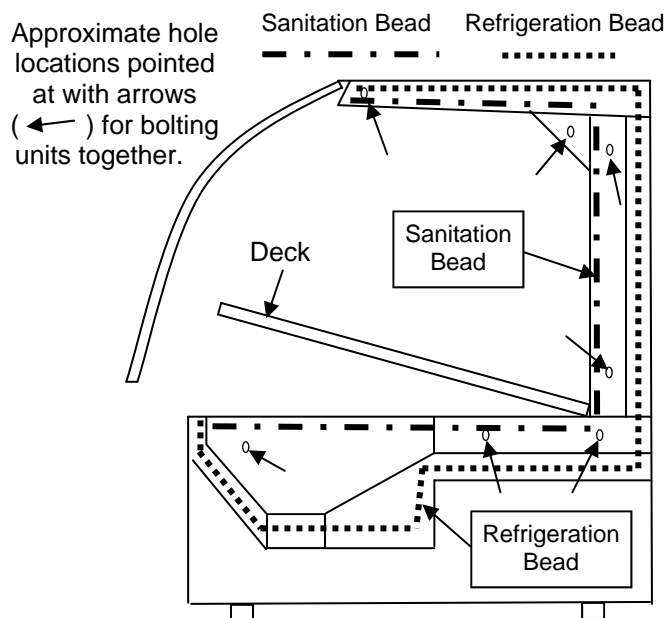 Approximate hole
locations pointed
at with arrows
( ) for bolting
units together.
Sanitation Bead
Refrigeration Bead
Sanitation
Bead
Deck
Refrigeration
Bead